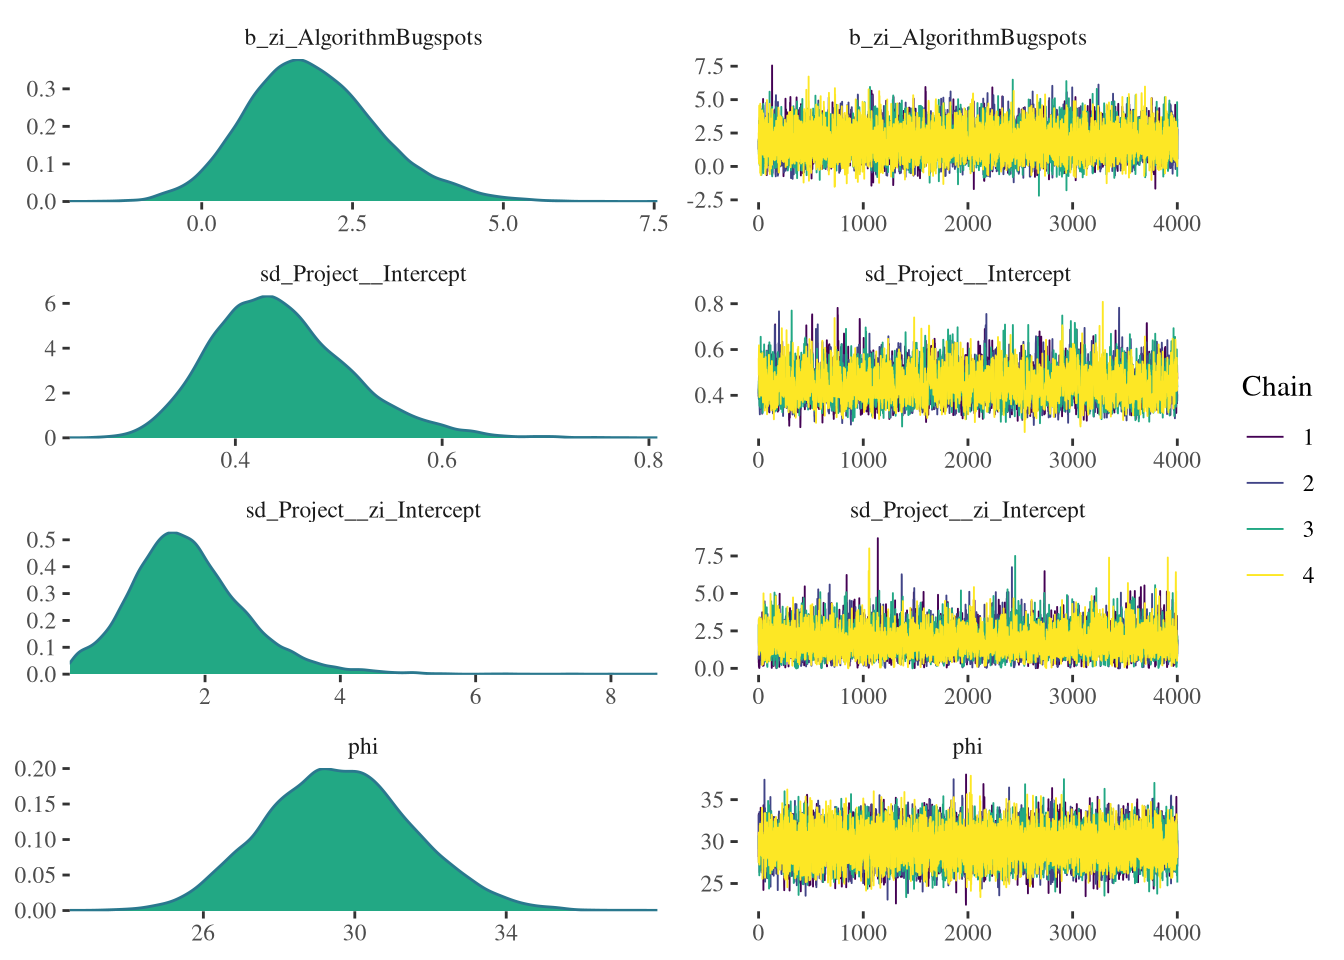 b_zi_AlgorithmBugspots
0.3
0.2
0.1
0.0
0.0 2.5 5.0 7.5
b_zi_AlgorithmBugspots
7.5
5.0
2.5
0.0
-2.5
0 1000 2000 3000 4000
sd_Project__Intercept
6
4
2
0
0.4 0.6 0.8
sd_Project__Intercept
0.8
0.6
0.4
0 1000 2000 3000 4000
sd_Project__zi_Intercept
0.5
0.4
0.3
0.2
0.1
0.0
2 4 6 8
sd_Project__zi_Intercept
7.5
5.0
2.5
0.0
0 1000 2000 3000 4000
phi
0.20
0.15
0.10
0.05
0.00
26 30 34
phi
35
30
25
0 1000 2000 3000 4000
Chain
1
2
3
4